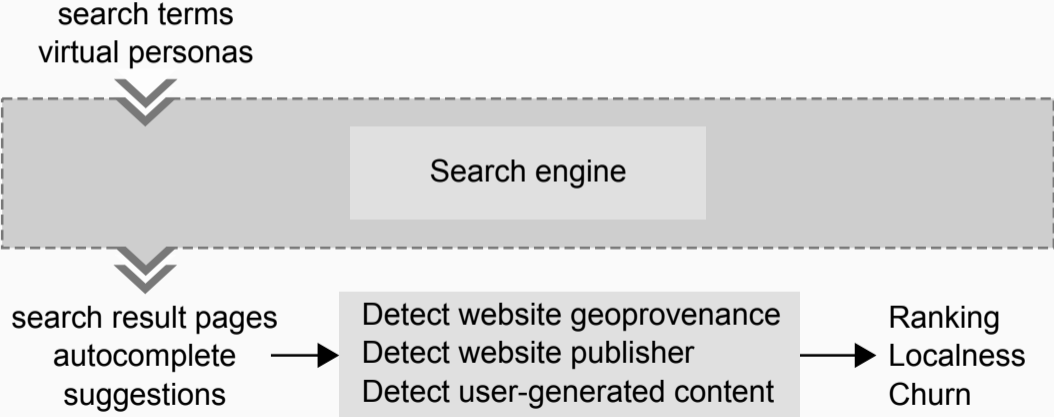 search terms
virtual personas
Search engine
search result pages
autocomplete
suggestions
Detect website geoprovenance
Detect website publisher
Detect user-generated content
Ranking
Localness
Churn